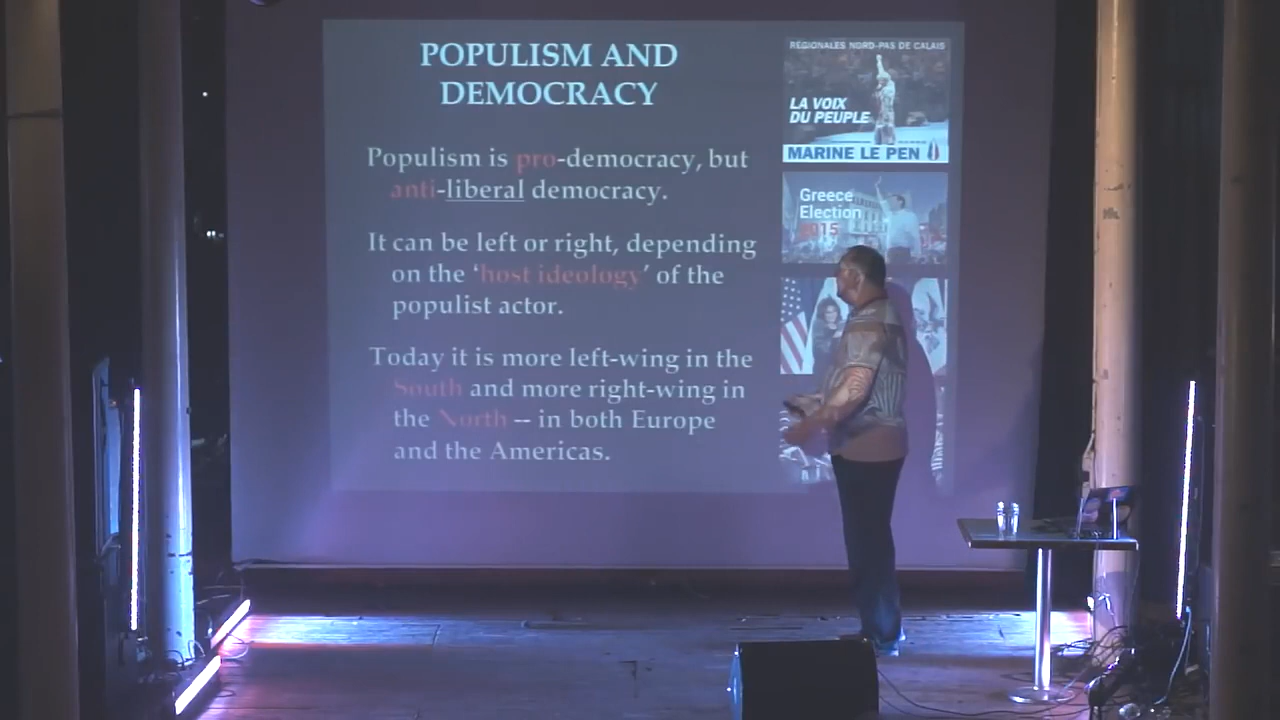 POPULISM AND
DEMOCRACY
Populism is pro-democracy, but
anti-liberal democracy.
It can be left or right, depending
on the ‘host ideology’ of the
populist actor.
Today it is more left-wing in the
South and more right-wing in
the North -- in both Europe
and the Americas.
RÉGIONALES NORD-PAS DE CALAIS
LA VOIX
DU PEUPLE
MARINE LE PEN
Greece
Election
2015